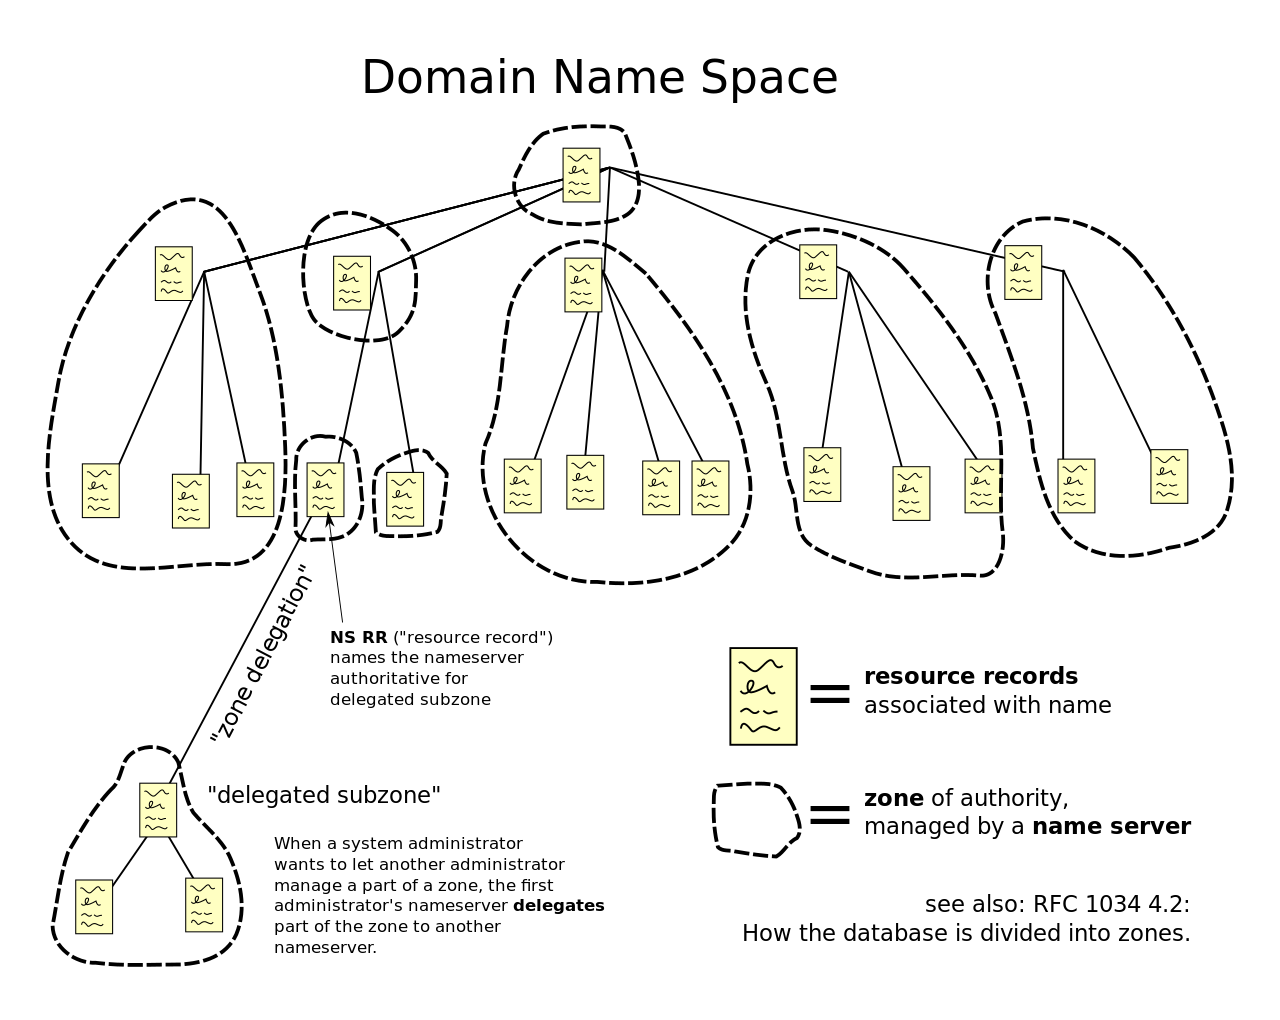 Domain Name Space
"zone delegation"
NS RR ("resource record")
names the nameserver
authoritative for
delegated subzone
"delegated subzone"
When a system administrator
wants to let another administrator
manage a part of a zone, the first
administrator's nameserver delegates
part of the zone to another
nameserver.
= resource records
associated with name
= zone of authority,
managed by a name server
see also: RFC 1034 4.2:
How the database is divided into zones.